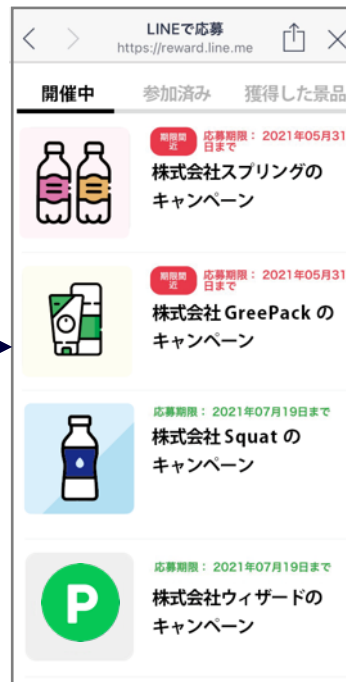 LINEで応募
https://reward.line.me
開催中 参加済み 獲得した景品
期限間近 応募期限： 2021年05月31日まで
株式会社スプリングの
キャンペーン
期限間近 応募期限： 2021年05月31日まで
株式会社 GreePack の
キャンペーン
応募期限： 2021年07月19日まで
株式会社 Squat の
キャンペーン
応募期限： 2021年07月19日まで
P
株式会社ウィザードの
キャンペーン